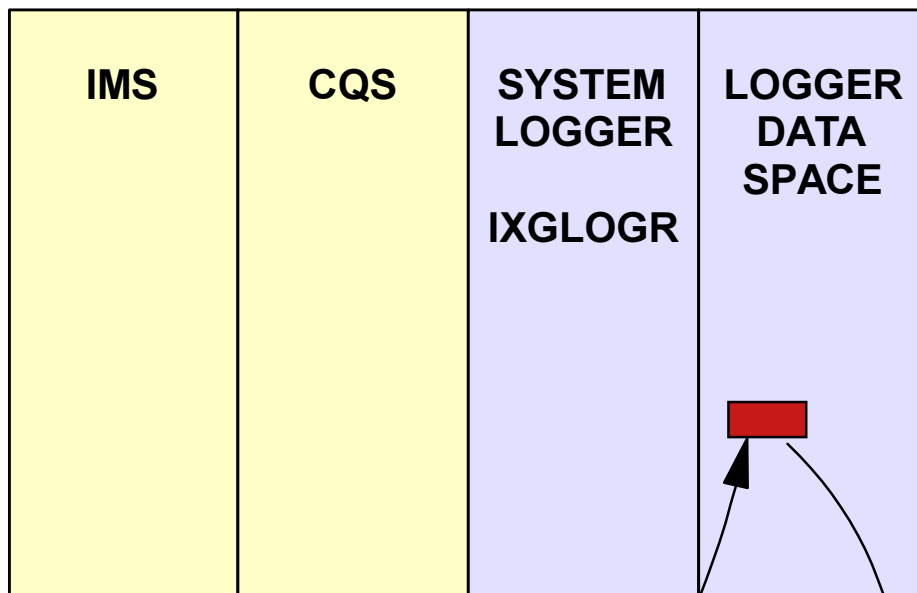 IMS
CQS
SYSTEM
LOGGER
IXGLOGR
LOGGER
DATA
SPACE